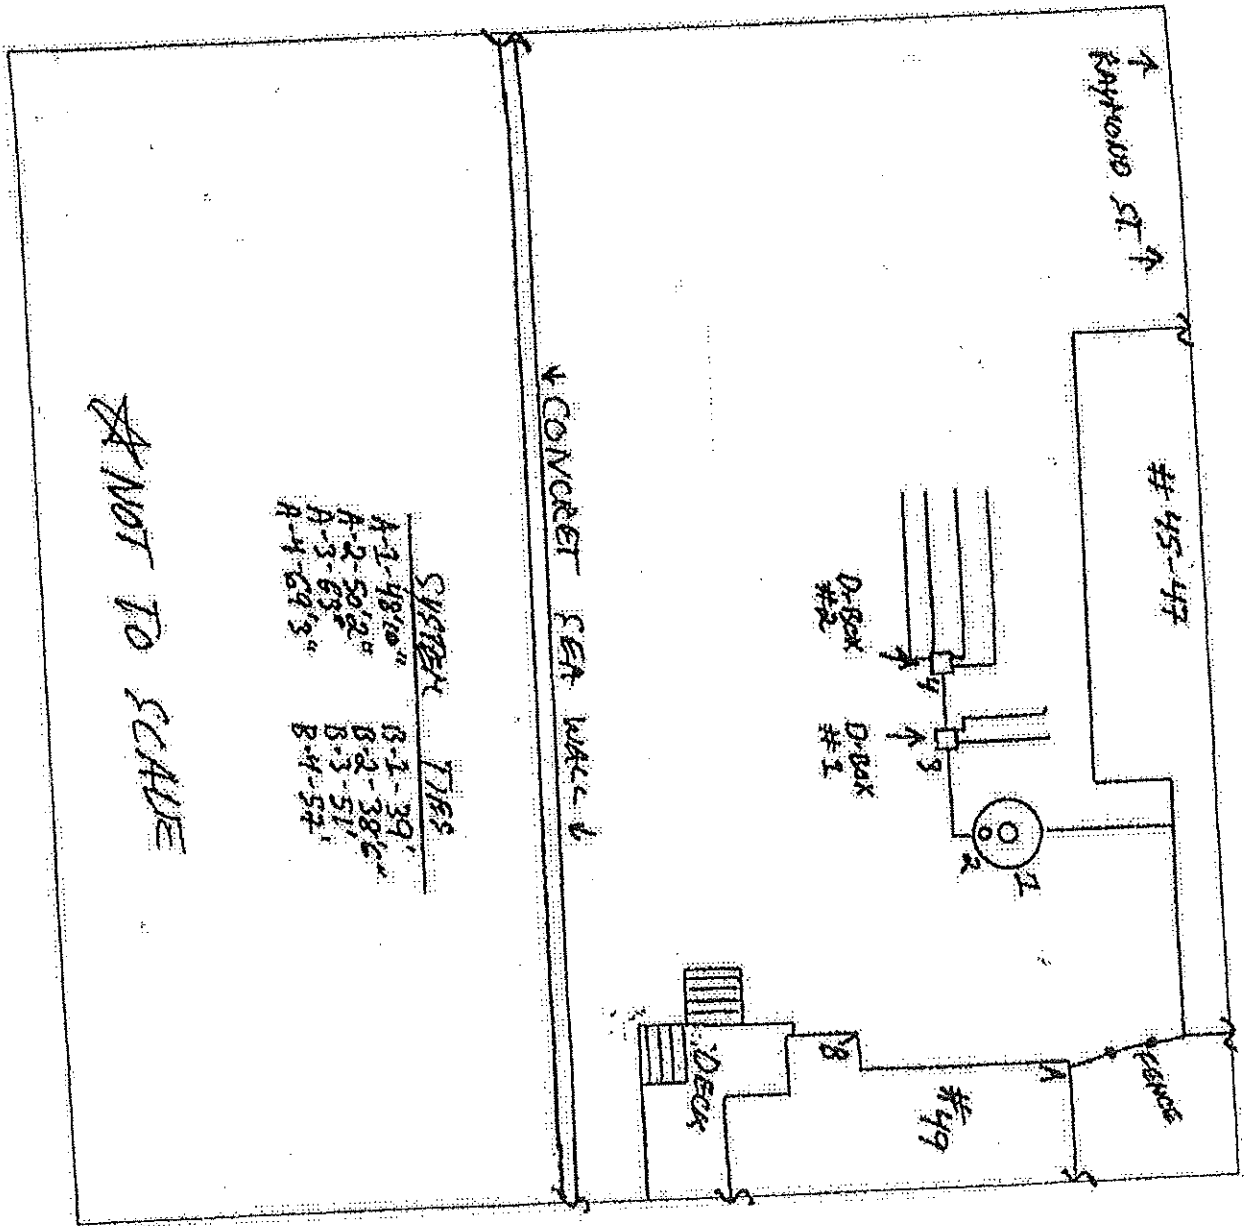 ↑ RAYMOND ST ↑
#45-47
FENCE
1
A
2
#49
4
3
D-BOX
#2
D-BOX
#1
B
DECK
↓ CONCRET SEA WALL ↓
SYSTEM TIES
A-1-48'10" B-1-39'
A-2-50'2" B-2-38'6"
A-3-63' B-3-51'
A-4-69'3" B-4-57'
NOT TO SCALE